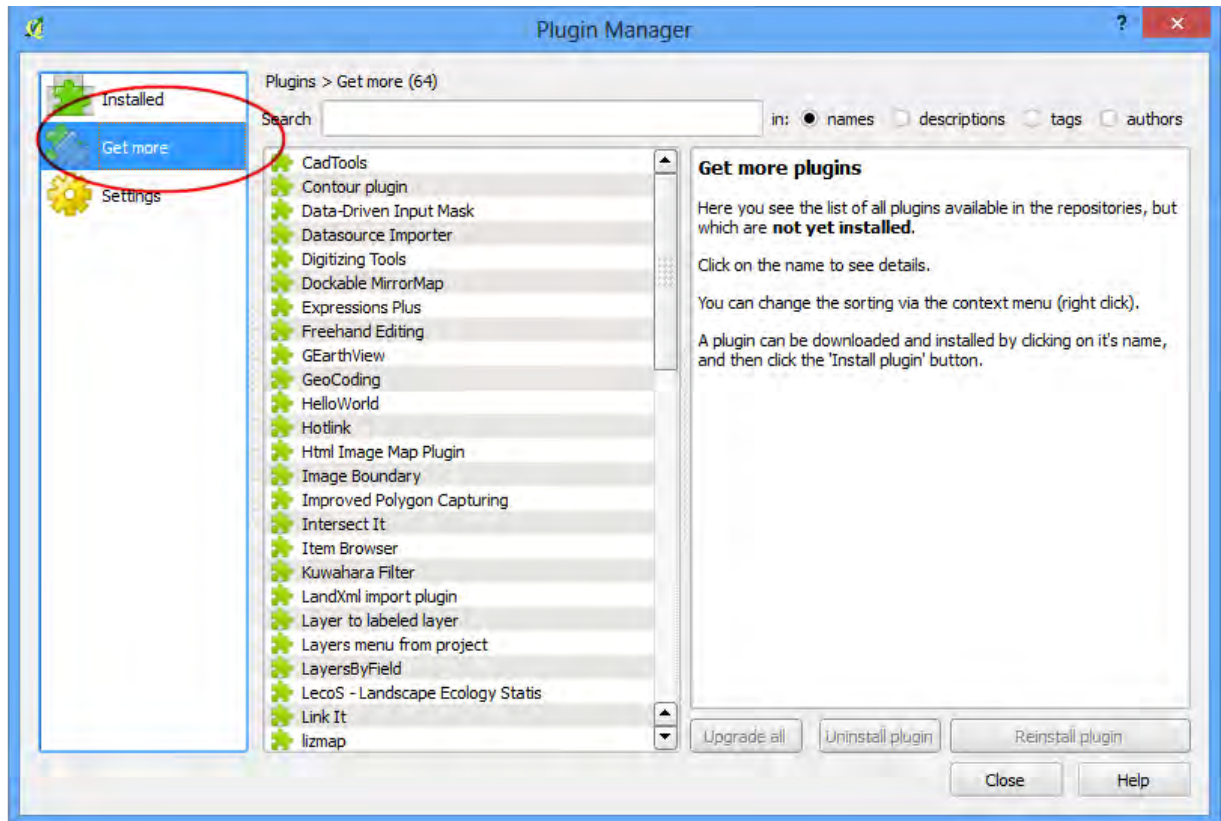 Plugin Manager
?
Installed
Get more
Settings
Plugins > Get more (64)
Search
in: names descriptions tags authors
CadTools
Contour plugin
Data-Driven Input Mask
Datasource Importer
Digitizing Tools
Dockable MirrorMap
Expressions Plus
Freehand Editing
GEarthView
GeoCoding
HelloWorld
Hotlink
Html Image Map Plugin
Image Boundary
Improved Polygon Capturing
Intersect It
Item Browser
Kuwahara Filter
LandXml import plugin
Layer to labeled layer
Layers menu from project
LayersByField
LecoS - Landscape Ecology Statis
Link It
lizmap
Get more plugins
Here you see the list of all plugins available in the repositories, but
which are not yet installed.
Click on the name to see details.
You can change the sorting via the context menu (right click).
A plugin can be downloaded and installed by clicking on it's name,
and then click the 'Install plugin' button.
Upgrade all Uninstall plugin Reinstall plugin
Close Help